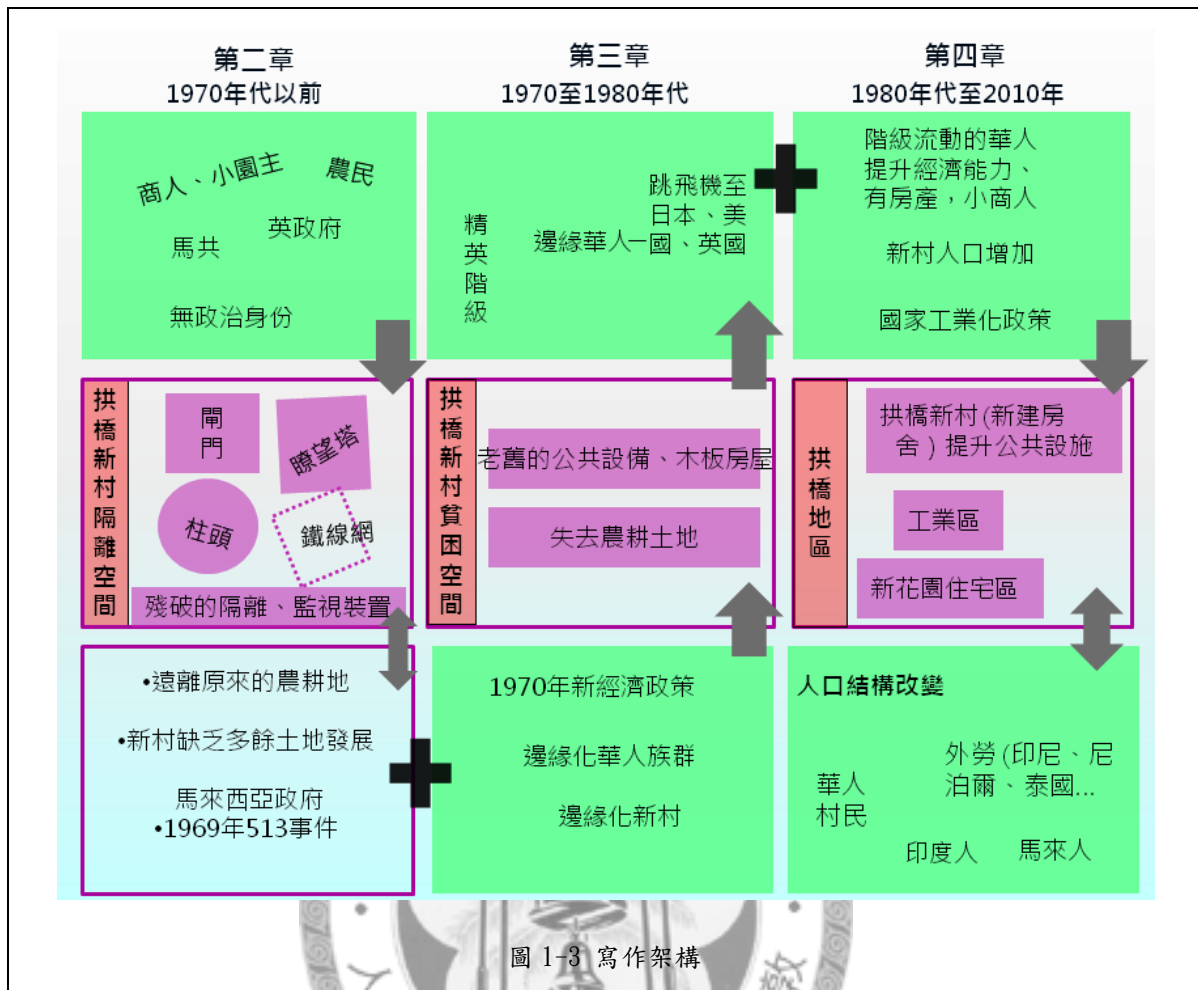 第二章
1970年代以前
商人、小園主
農民
馬共
英政府
無政治身份
拱橋新村隔離空間
閘
門
瞭望塔
柱頭
鐵線網
殘破的隔離、監視裝置
•遠離原來的農耕地
•新村缺乏多餘土地發展
馬來西亞政府
•1969年513事件
第三章
1970至1980年代
精英階級
邊緣華人—
跳飛機至
日本、美
國、英國
拱橋新村貧困空間
老舊的公共設備、木板房屋
失去農耕土地
1970年新經濟政策
邊緣化華人族群
邊緣化新村
第四章
1980年代至2010年
階級流動的華人
提升經濟能力、
有房產，小商人
新村人口增加
國家工業化政策
拱橋地區
拱橋新村(新建房
舍）提升公共設施
工業區
新花園住宅區
人口結構改變
華人
村民
外勞(印尼、尼
泊爾、泰國...
印度人
馬來人
圖 1-3 寫作架構